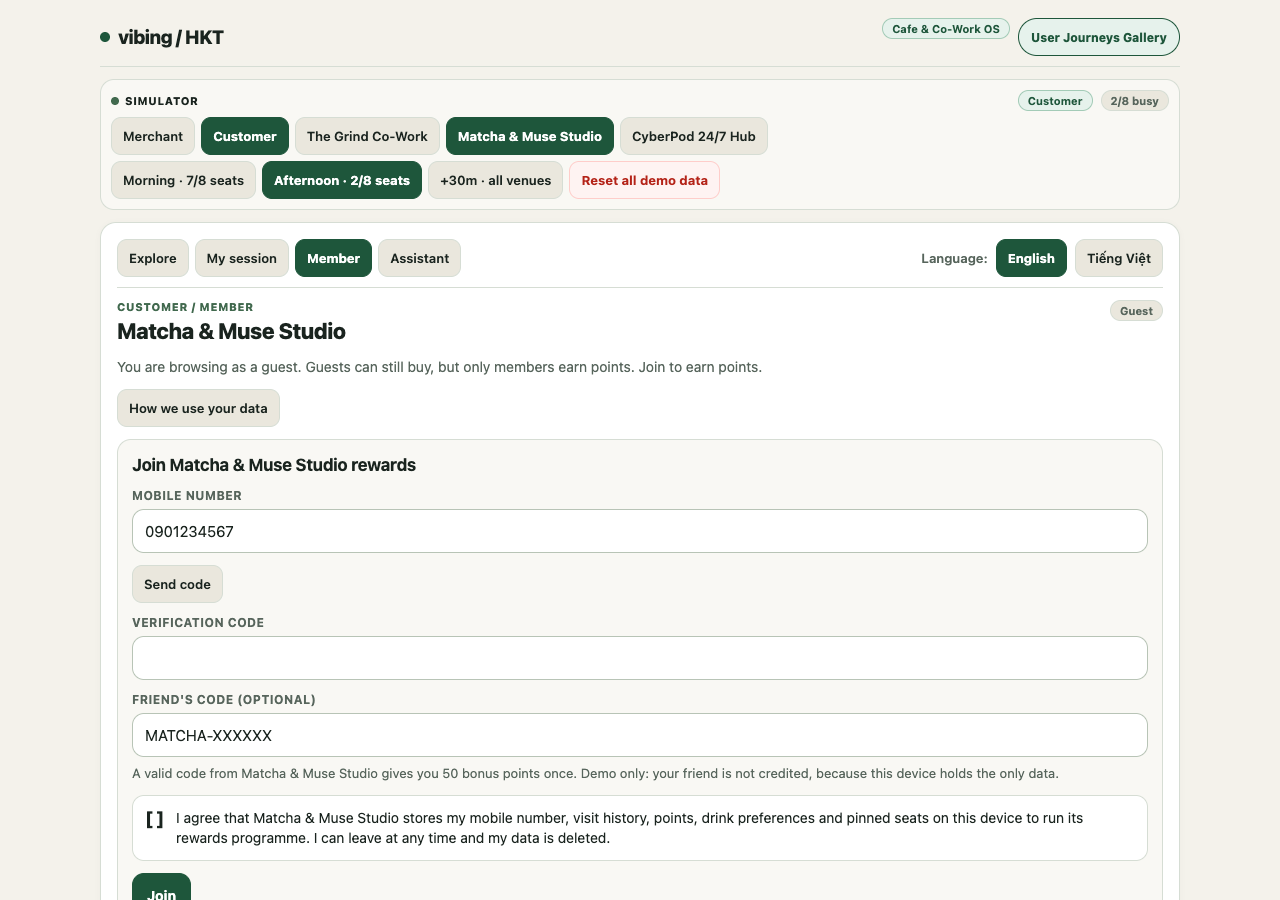 vibing / HKT
Cafe & Co-Work OS
User Journeys Gallery
SIMULATOR
Customer
2/8 busy
Merchant
Customer
The Grind Co-Work
Matcha & Muse Studio
CyberPod 24/7 Hub
Morning · 7/8 seats
Afternoon · 2/8 seats
+30m · all venues
Reset all demo data
Explore
My session
Member
Assistant
Language:
English
Tiếng Việt
CUSTOMER / MEMBER
Guest
Matcha & Muse Studio
You are browsing as a guest. Guests can still buy, but only members earn points. Join to earn points.
How we use your data
Join Matcha & Muse Studio rewards
MOBILE NUMBER
0901234567
Send code
VERIFICATION CODE
FRIEND'S CODE (OPTIONAL)
MATCHA-XXXXXX
A valid code from Matcha & Muse Studio gives you 50 bonus points once. Demo only: your friend is not credited, because this device holds the only data.
[ ] I agree that Matcha & Muse Studio stores my mobile number, visit history, points, drink preferences and pinned seats on this device to run its
rewards programme. I can leave at any time and my data is deleted.
Join